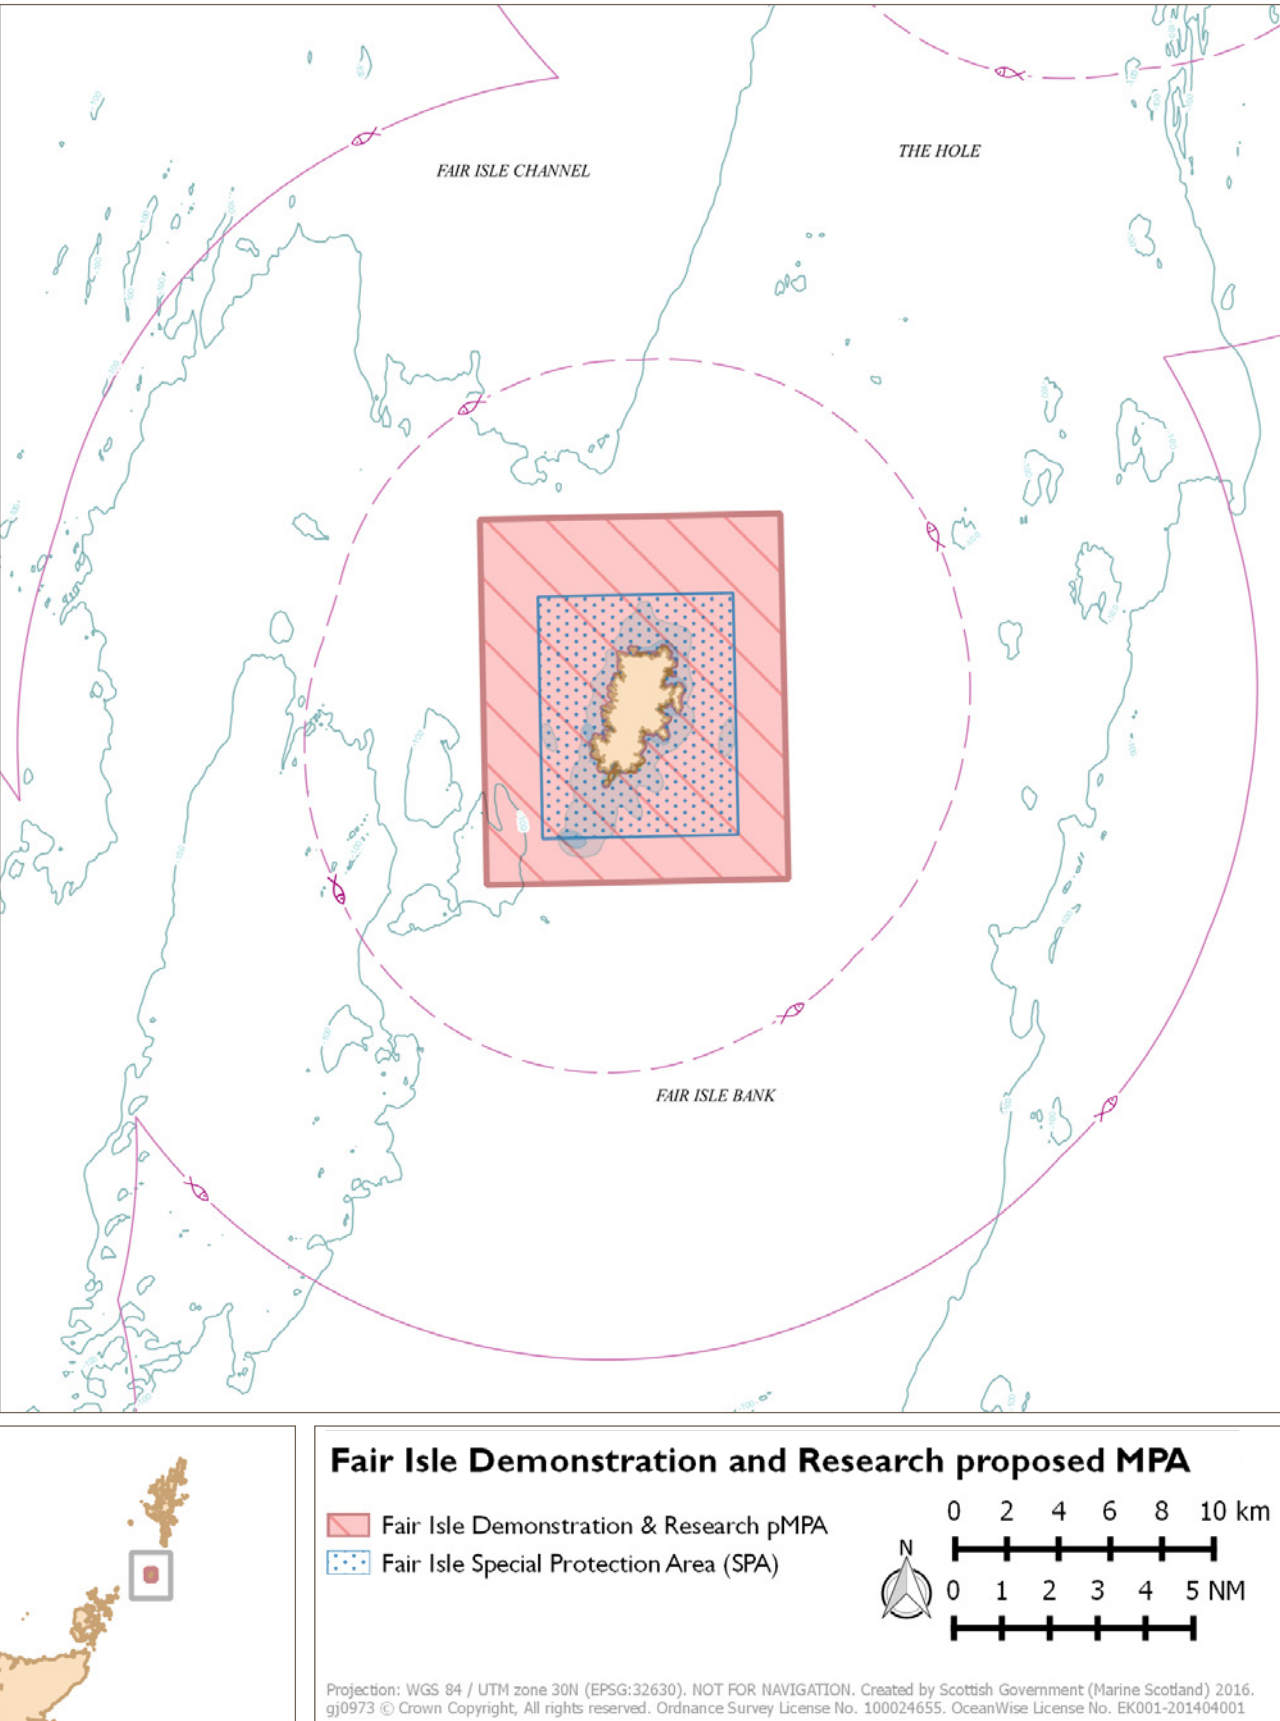 FAIR ISLE CHANNEL
THE HOLE
FAIR ISLE BANK
Fair Isle Demonstration and Research proposed MPA
Fair Isle Demonstration & Research pMPA
Fair Isle Special Protection Area (SPA)
0 2 4 6 8 10 km
N
0 1 2 3 4 5 NM
Projection: WGS 84 / UTM zone 30N (EPSG:32630). NOT FOR NAVIGATION. Created by Scottish Government (Marine Scotland) 2016.
gj0973 © Crown Copyright, All rights reserved. Ordnance Survey License No. 100024655. OceanWise License No. EK001-201404001